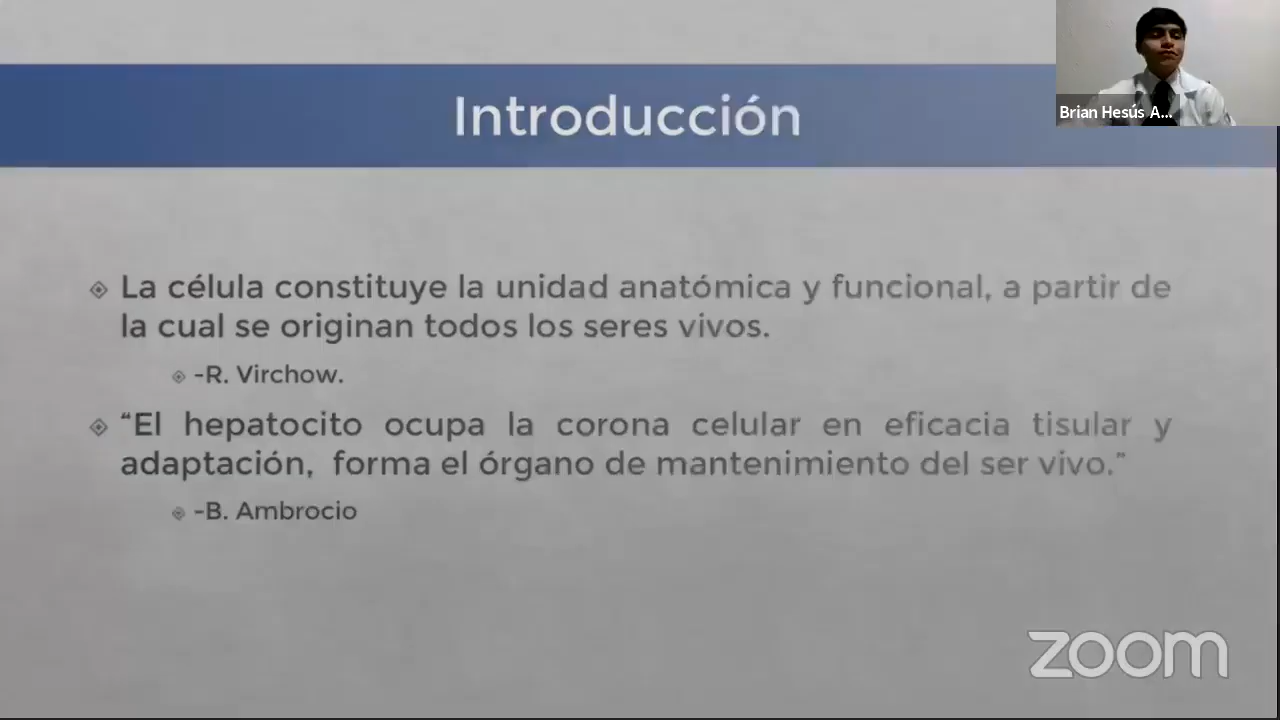 Introducción
Brian Hesús A...
La célula constituye la unidad anatómica y funcional, a partir de
la cual se originan todos los seres vivos.
-R. Virchow.
“El hepatocito ocupa la corona celular en eficacia tisular y
adaptación, forma el órgano de mantenimiento del ser vivo.”
-B. Ambrocio
zoom